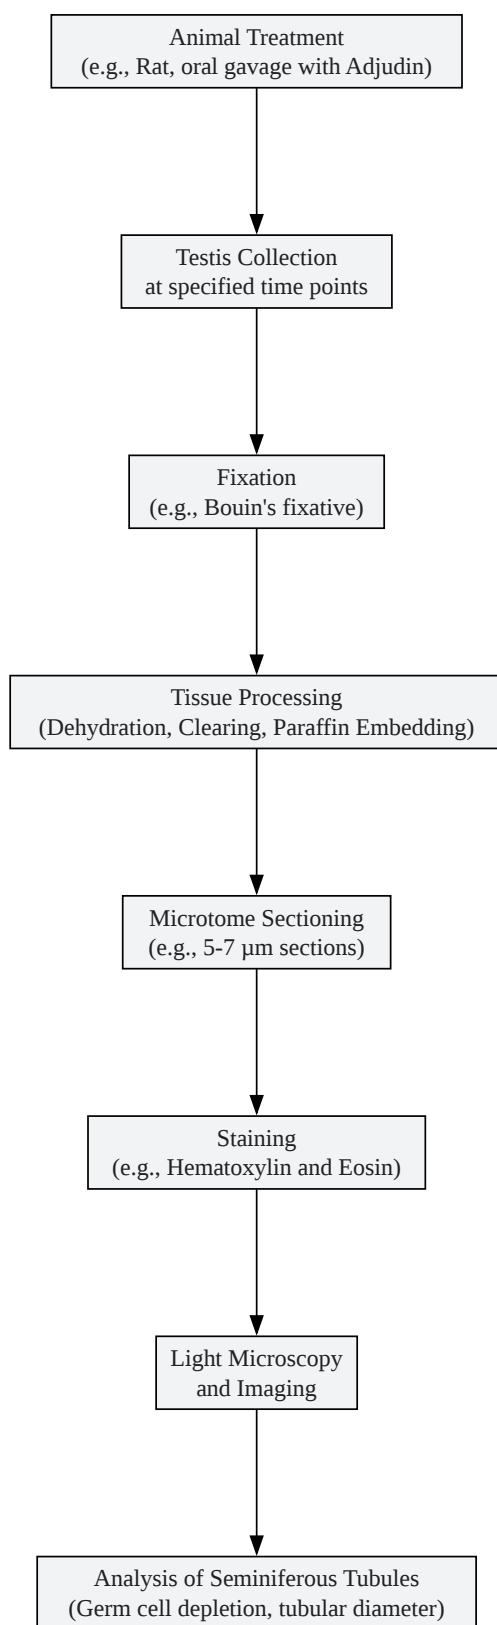 Animal Treatment
(e.g., Rat, oral gavage with Adjudin)
Testis Collection
at specified time points
Fixation
(e.g., Bouin's fixative)
Tissue Processing
(Dehydration, Clearing, Paraffin Embedding)
Microtome Sectioning
(e.g., 5-7 µm sections)
Staining
(e.g., Hematoxylin and Eosin)
Light Microscopy
and Imaging
Analysis of Seminiferous Tubules
(Germ cell depletion, tubular diameter)